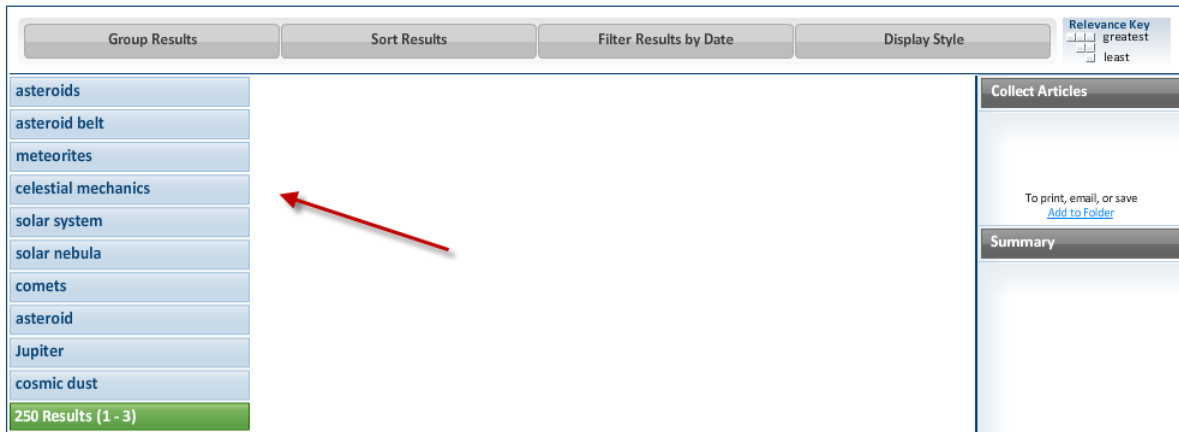 Group Results
Sort Results
Filter Results by Date
Display Style
Relevance Key
greatest
least
asteroids
asteroid belt
meteorites
celestial mechanics
solar system
solar nebula
comets
asteroid
Jupiter
cosmic dust
250 Results (1 - 3)
Collect Articles
To print, email, or save
Add to Folder
Summary